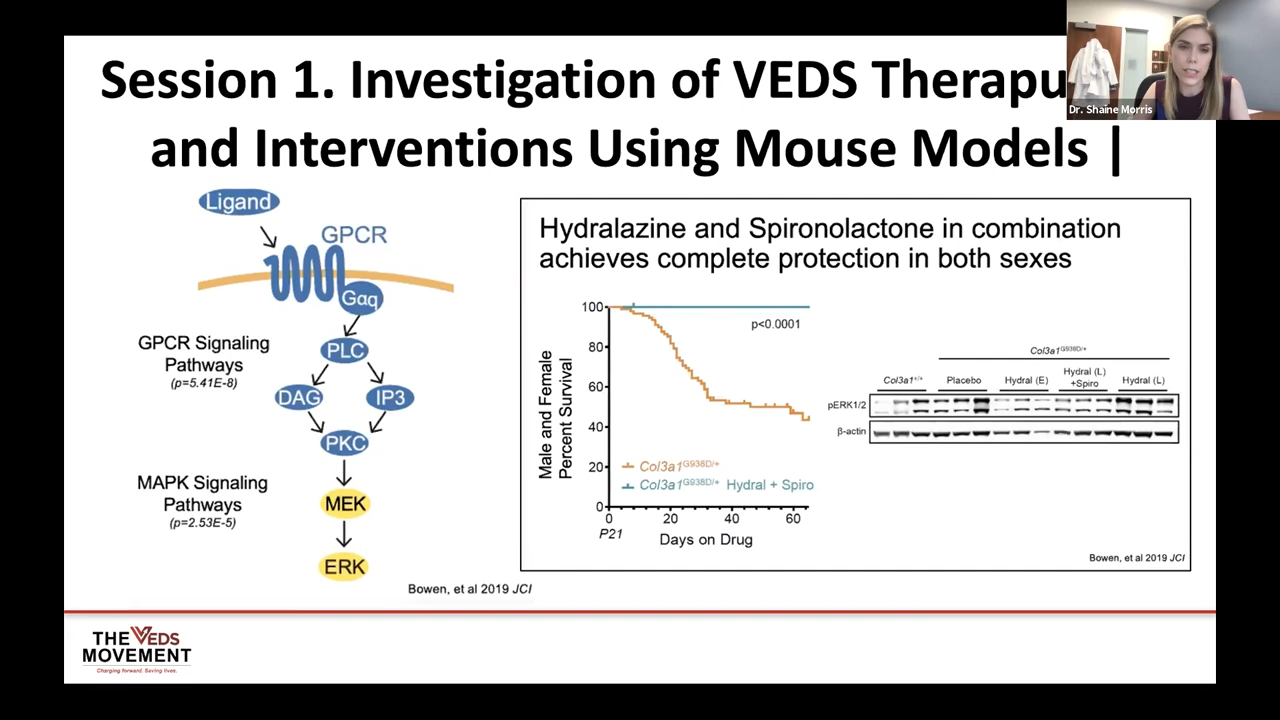 Session 1. Investigation of VEDS Therapu
and Interventions Using Mouse Models |
Dr. Shaine Morris
Ligand
GPCR
Gαq
GPCR Signaling
Pathways
(p=5.41E-8)
PLC
DAG
IP3
PKC
MAPK Signaling
Pathways
(p=2.53E-5)
MEK
ERK
Bowen, et al 2019 JCI
Hydralazine and Spironolactone in combination
achieves complete protection in both sexes
Male and Female
Percent Survival
100
80
60
40
20
0
p<0.0001
Col3a1G938D/+
Col3a1G938D/+ Hydral + Spiro
0 20 40 60
P21
Days on Drug
Col3a1G938D/+
Col3a1+/+ Placebo Hydral (E) Hydral (L) +Spiro Hydral (L)
pERK1/2
β-actin
Bowen, et al 2019 JCI
THE VEDS
MOVEMENT
Charging forward. Saving lives.